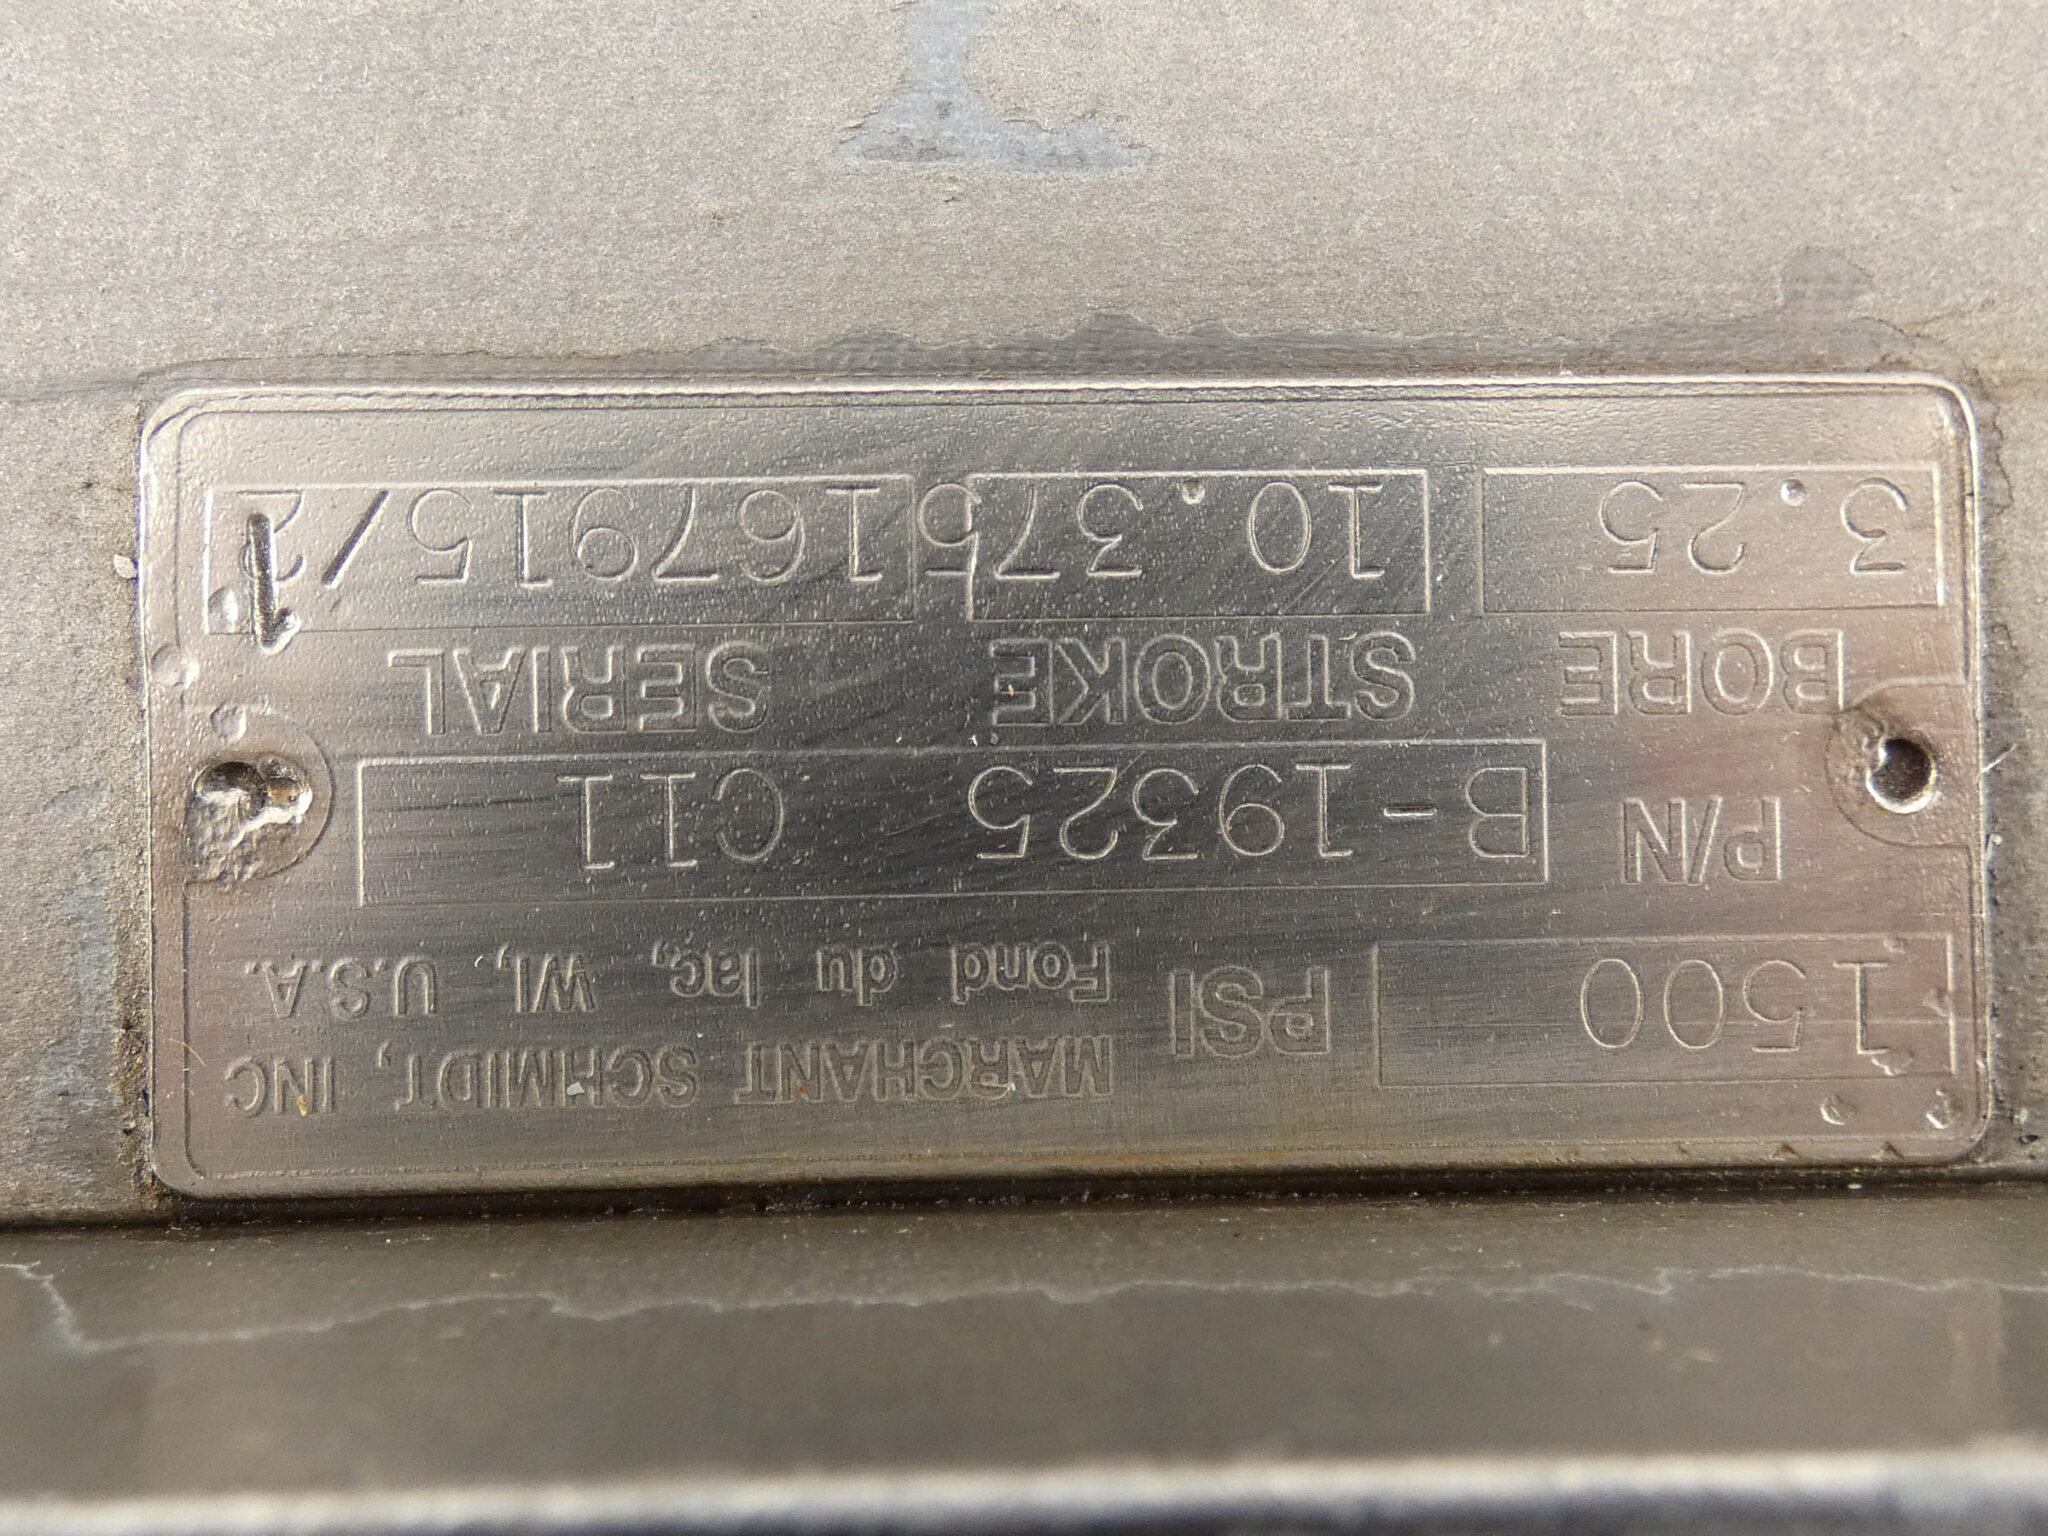 1500 PSI MARCHANT SCHMIDT, INC
Fond du lac, WI, U.S.A.
P/N B-19325 C11
BORE STROKE SERIAL
3.25 10.375 167915/1